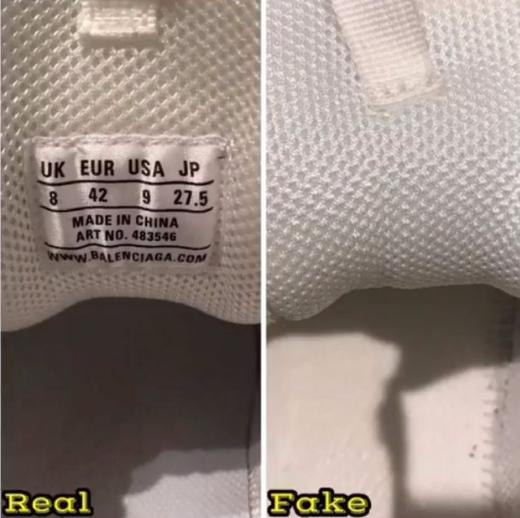 UK EUR USA JP
8 42 9 27.5
MADE IN CHINA
ART NO. 483546
WWW.BALENCIAGA.COM
Real
Fake